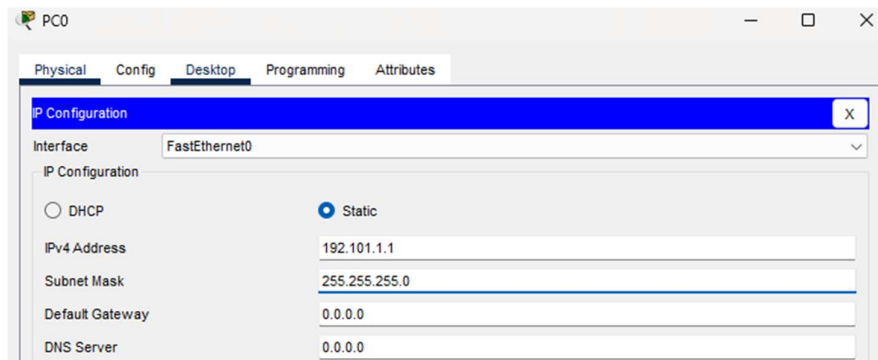 PC0
Physical Config Desktop Programming Attributes
IP Configuration X
Interface FastEthernet0
IP Configuration
DHCP Static
IPv4 Address 192.101.1.1
Subnet Mask 255.255.255.0
Default Gateway 0.0.0.0
DNS Server 0.0.0.0